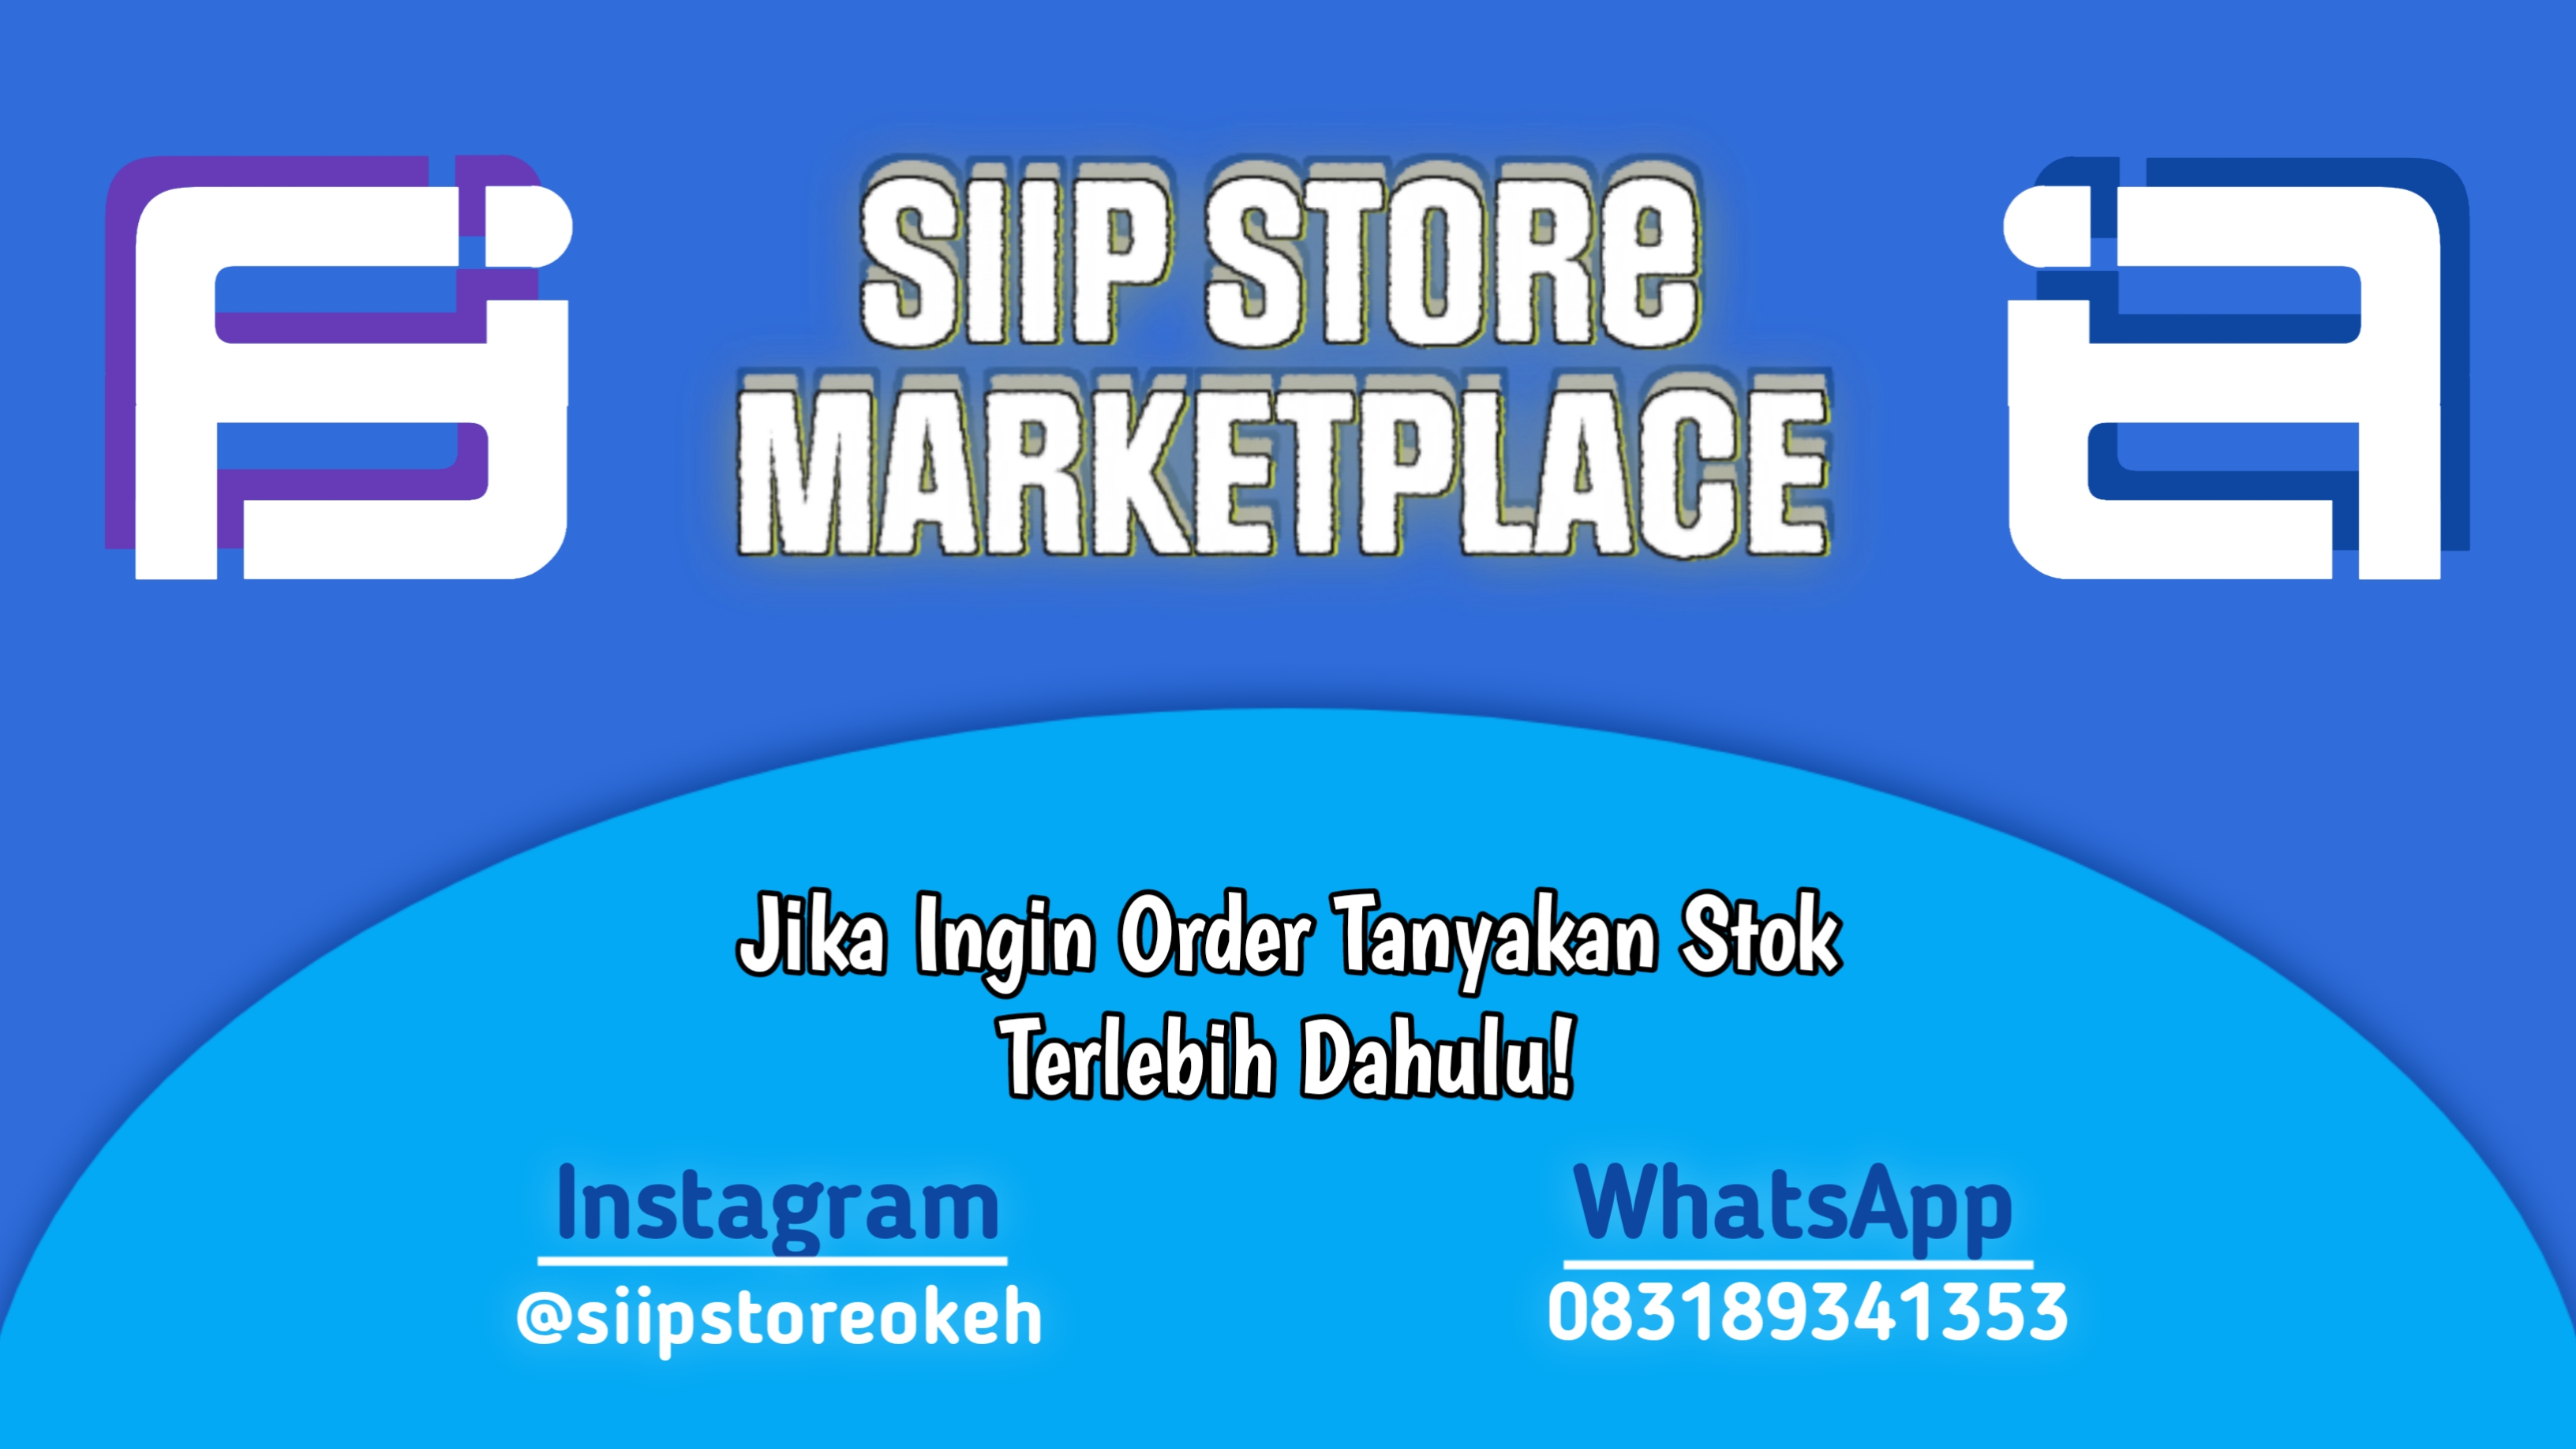 SIIP STORe
MARKETPLACE
Jika Ingin Order Tanyakan Stok
Terlebih Dahulu!
Instagram
@siipstoreokeh
WhatsApp
083189341353